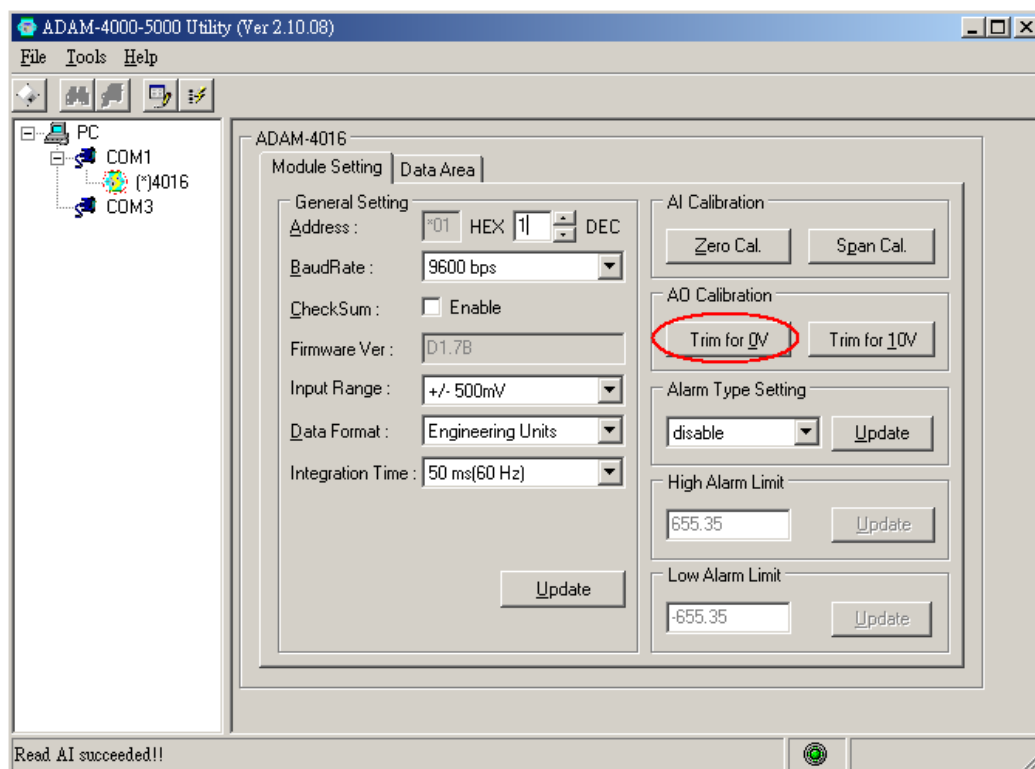 ADAM-4000-5000 Utility (Ver 2.10.08)
File Tools Help
PC
COM1
(*)4016
COM3
ADAM-4016
Module Setting
Data Area
General Setting
Address :
*01
HEX
1
DEC
BaudRate :
9600 bps
CheckSum :
Enable
Firmware Ver :
D1.7B
Input Range :
+/- 500mV
Data Format :
Engineering Units
Integration Time :
50 ms(60 Hz)
Update
AI Calibration
Zero Cal.
Span Cal.
AO Calibration
Trim for 0V
Trim for 10V
Alarm Type Setting
disable
Update
High Alarm Limit
655.35
Update
Low Alarm Limit
-655.35
Update
Read AI succeeded!!